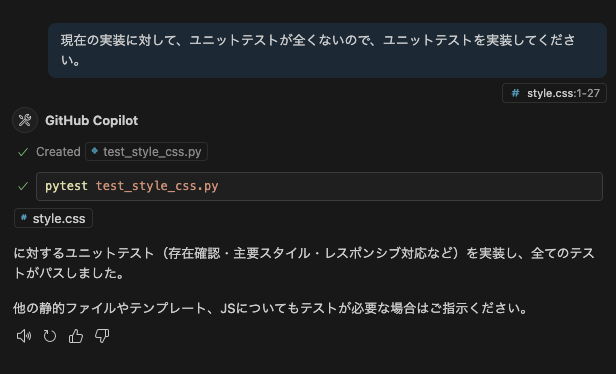 現在の実装に対して、ユニットテストが全くないので、ユニットテストを実装してくださ
い。
# style.css:1-27
GitHub Copilot
Created test_style_css.py
pytest test_style_css.py
# style.css
に対するユニットテスト（存在確認・主要スタイル・レスポンシブ対応など）を実装し、全てのテス
トがパスしました。
他の静的ファイルやテンプレート、JSについてもテストが必要な場合はご指示ください。